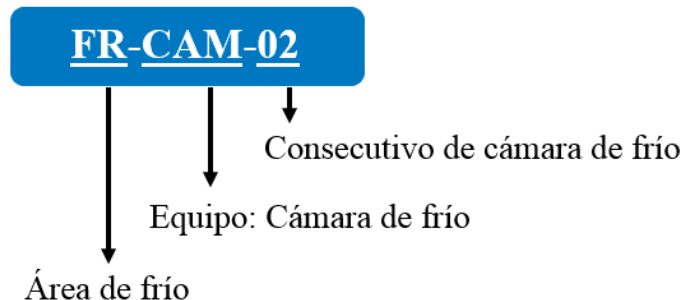 FR-CAM-02
Consecutivo de cámara de frío
Equipo: Cámara de frío
Área de frío